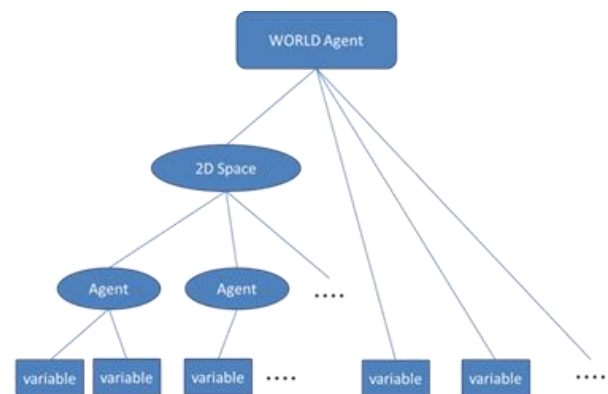 WORLD Agent
2D Space
Agent
Agent
....
variable
variable
variable
....
variable
variable
....